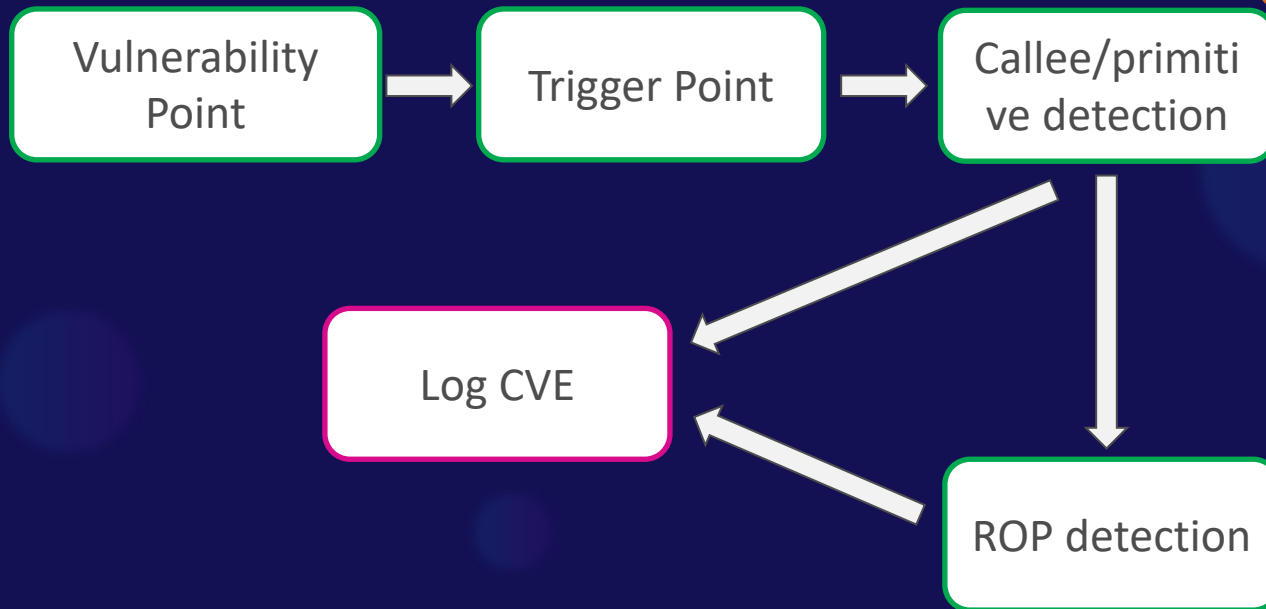 Vulnerability
Point
Trigger Point
Callee/primiti
ve detection
Log CVE
ROP detection